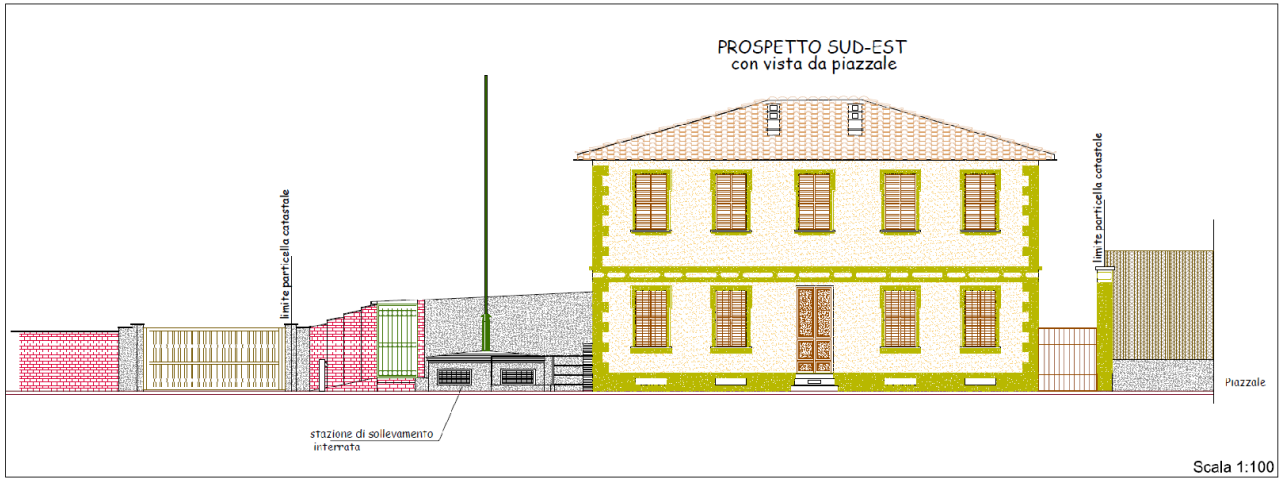 PROSPETTO SUD-EST
con vista da piazzale
limite particella catastale
limite particella catastale
Piazzale
stazione di sollevamento
interrata
Scala 1:100